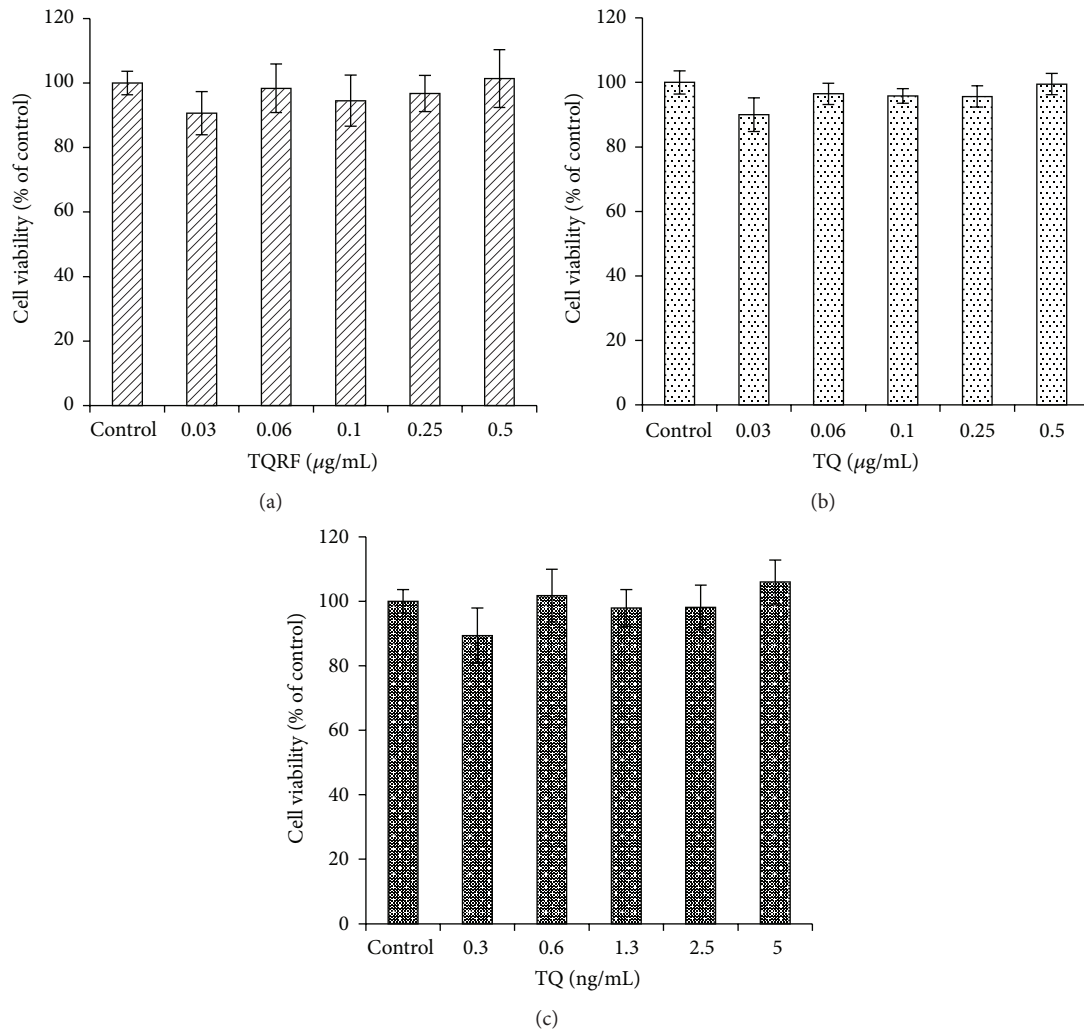 120
100
80
60
40
20
0
Cell viability (% of control)
Control 0.03 0.06 0.1 0.25 0.5
TQRF (μg/mL)
(a)
120
100
80
60
40
20
0
Cell viability (% of control)
Control 0.03 0.06 0.1 0.25 0.5
TQ (μg/mL)
(b)
120
100
80
60
40
20
0
Cell viability (% of control)
Control 0.3 0.6 1.3 2.5 5
TQ (ng/mL)
(c)